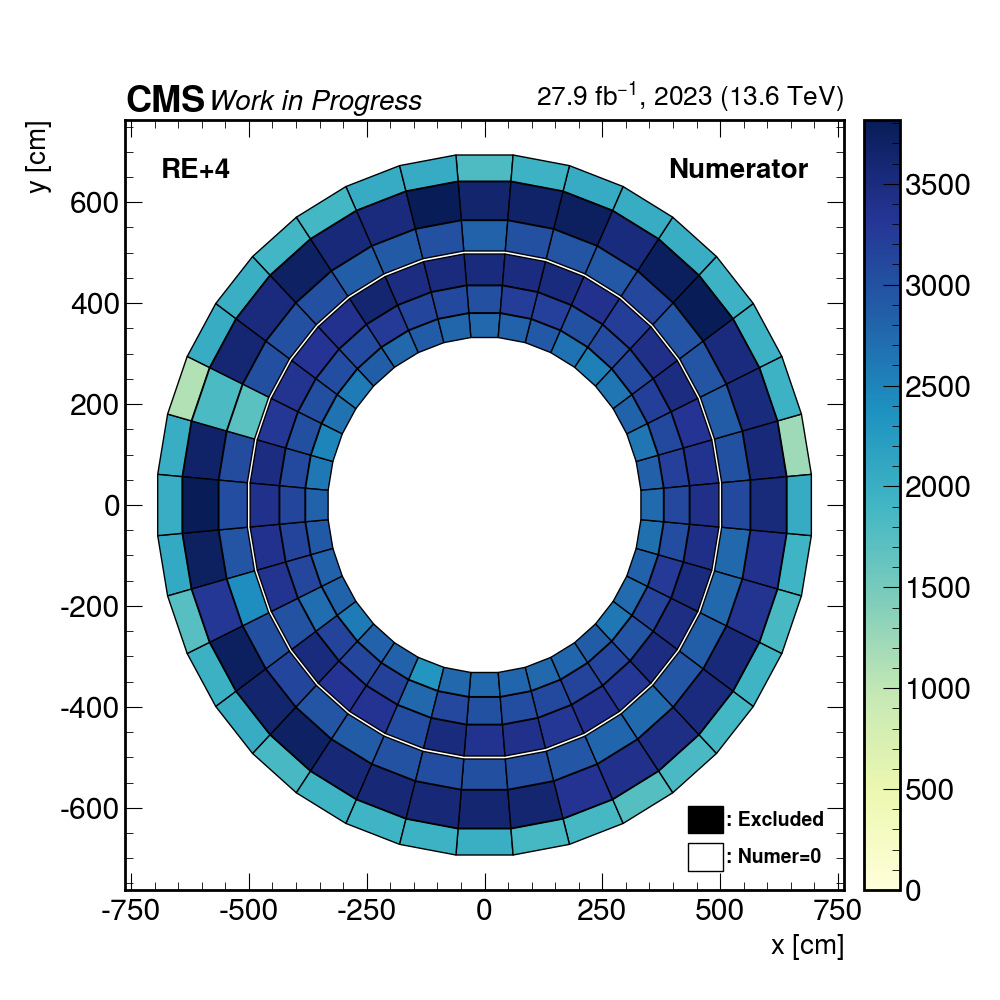 CMS Work in Progress
27.9 fb⁻¹, 2023 (13.6 TeV)
y [cm]
RE+4
Numerator
600
400
200
0
-200
-400
-600
: Excluded
: Numer=0
-750 -500 -250 0 250 500 750
x [cm]
3500
3000
2500
2000
1500
1000
500
0